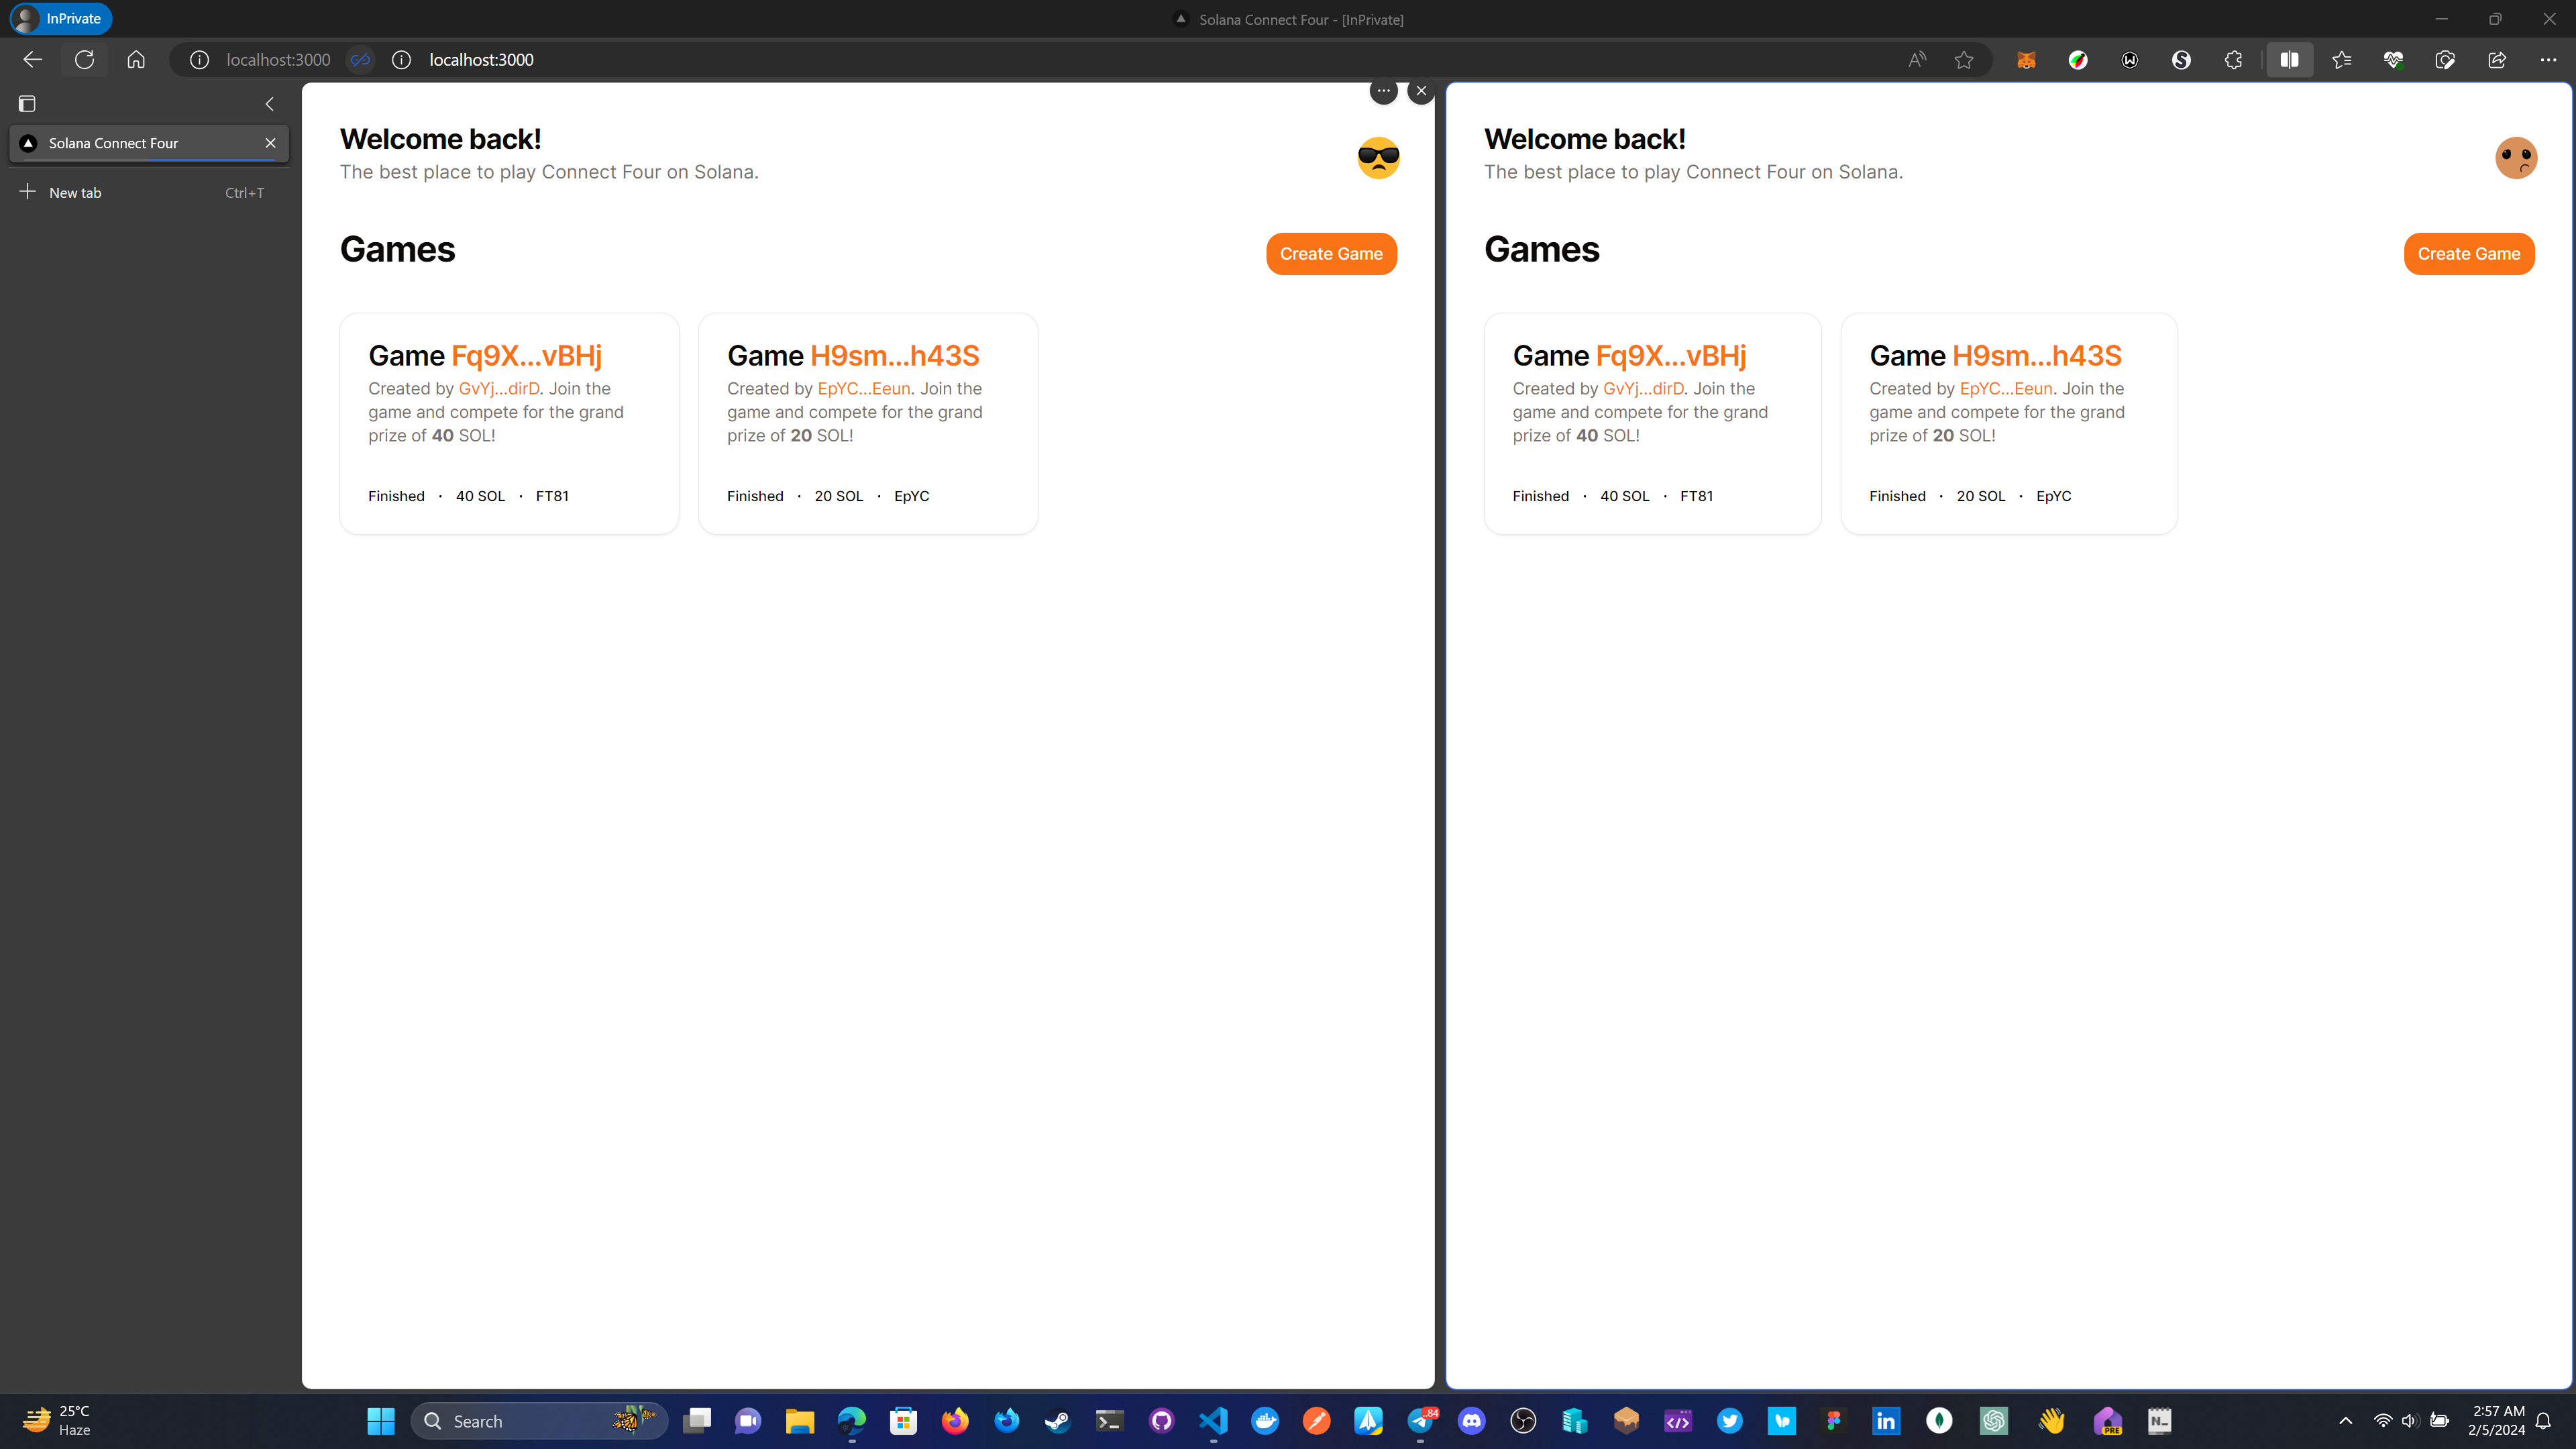 InPrivate
Solana Connect Four - [InPrivate]
localhost:3000
localhost:3000
Solana Connect Four
New tab
Ctrl+T
Welcome back!
The best place to play Connect Four on Solana.
Games
Create Game
Game Fq9X...vBHj
Created by GvYj...dirD. Join the
game and compete for the grand
prize of 40 SOL!
Finished · 40 SOL · FT81
Game H9sm...h43S
Created by EpYC...Eeun. Join the
game and compete for the grand
prize of 20 SOL!
Finished · 20 SOL · EpYC
Welcome back!
The best place to play Connect Four on Solana.
Games
Create Game
Game Fq9X...vBHj
Created by GvYj...dirD. Join the
game and compete for the grand
prize of 40 SOL!
Finished · 40 SOL · FT81
Game H9sm...h43S
Created by EpYC...Eeun. Join the
game and compete for the grand
prize of 20 SOL!
Finished · 20 SOL · EpYC
25°C
Haze
Search
84
in
PRE
2:57 AM
2/5/2024